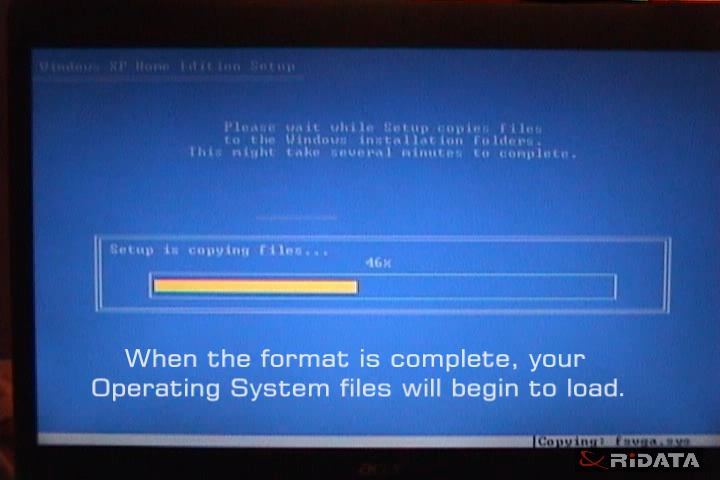 Windows XP Home Edition Setup
Please wait while Setup copies files
to the Windows installation folders.
This might take several minutes to complete.
Setup is copying files...
46%
When the format is complete, your
Operating System files will begin to load.
Copying: fsvga.sys
acer
RiDATA